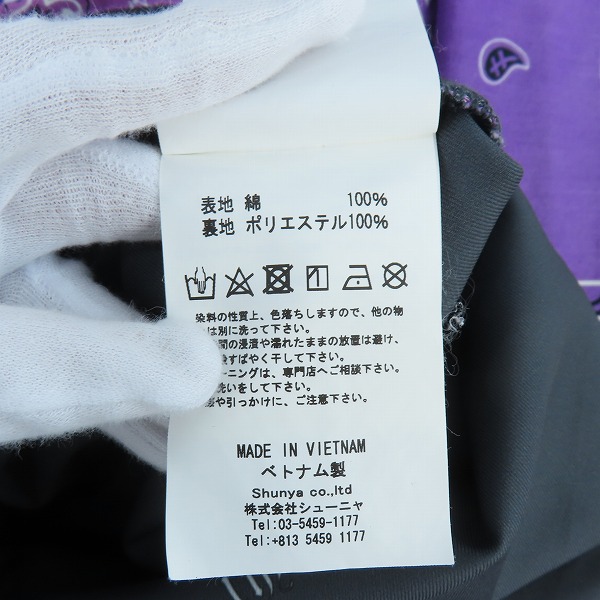 表地 綿 100%
裏地 ポリエステル100%
染料の性質上、色落ちしますので、他の物
は別に洗って下さい。
間の浸漬や濡れたままの放置は避け、
すばやく干して下さい。
ーニングは、専門店へご相談下さい。
洗いをして下さい。
や引っかけに、ご注意下さい。
MADE IN VIETNAM
ベトナム製
Shunya co.,ltd
株式会社シューニヤ
Tel:03-5459-1177
Tel:+813 5459 1177